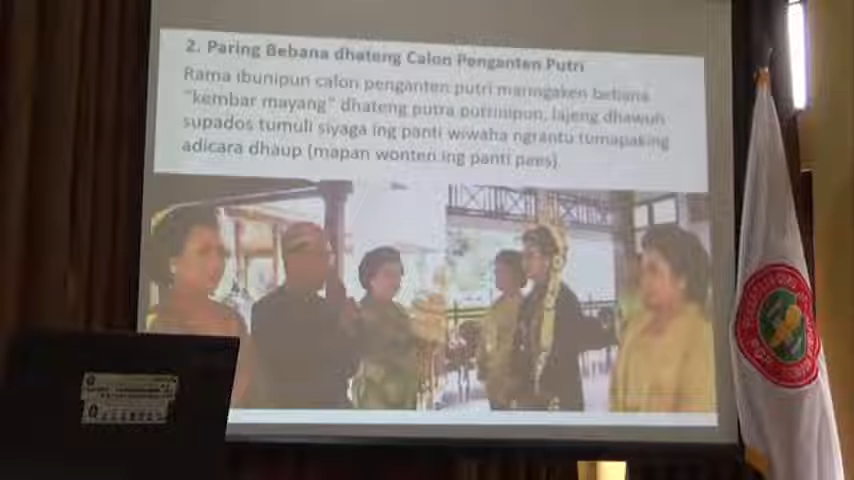 2. Paring Bebana dhateng Calon Penganten Putri
Rama ibunipun calon penganten putri maringaken bebana
"kembar mayang" dhateng putra putrinipun, lajeng dhawuh
supados tumuli siyaga ing panti wiwaha ngrantu tumapaking
adicara dhaup (mapan wonten ing panti paes)